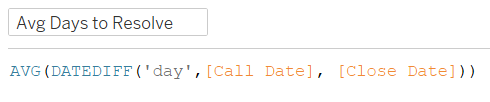 Avg Days to Resolve
AVG(DATEDIFF('day',[Call Date], [Close Date]))